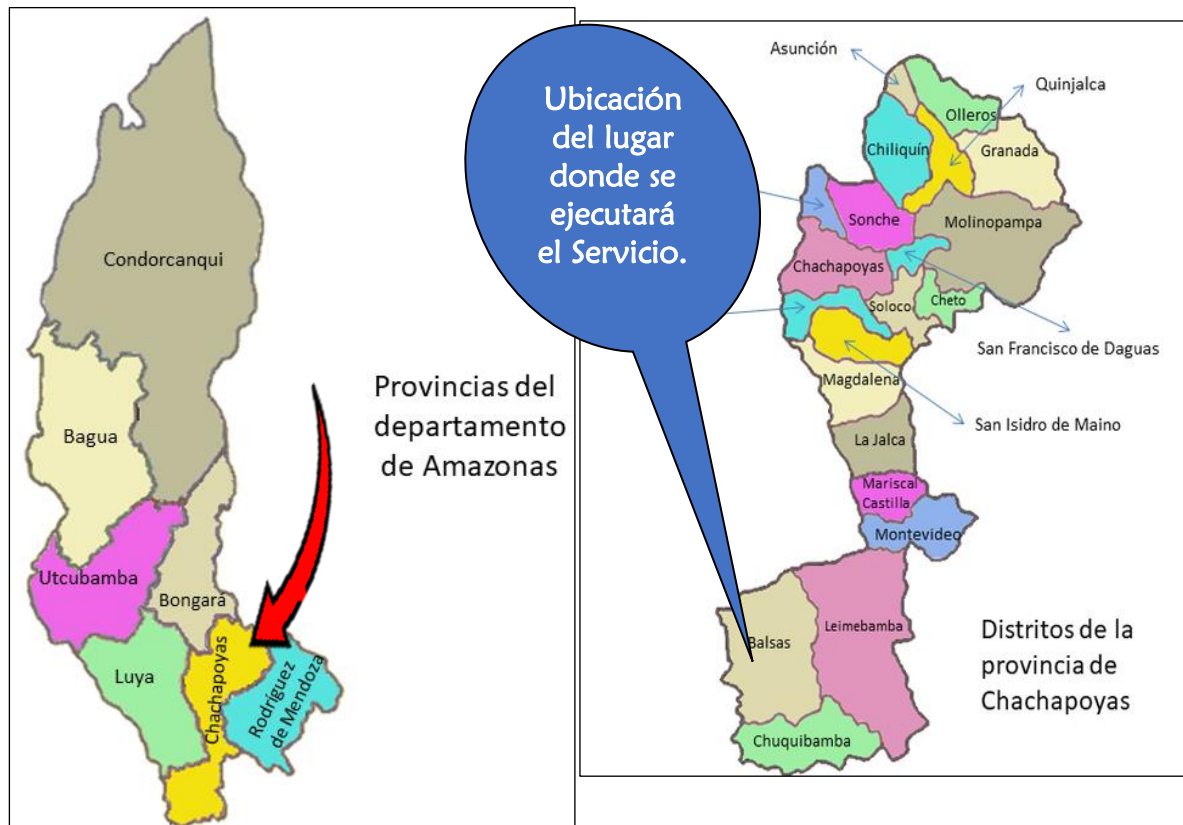 Condorcanqui
Bagua
Utcubamba
Bongará
Luya
Chachapoyas
Rodríguez
de Mendoza
Provincias del
departamento
de Amazonas
Ubicación
del lugar
donde se
ejecutará
el Servicio.
Asunción
Quinjalca
Olleros
Chiliquín
Granada
Sonche
Molinopampa
Chachapoyas
Soloco
Cheto
San Francisco de Daguas
Magdalena
San Isidro de Maino
La Jalca
Mariscal
Castilla
Montevideo
Balsas
Leimebamba
Chuquibamba
Distritos de la
provincia de
Chachapoyas